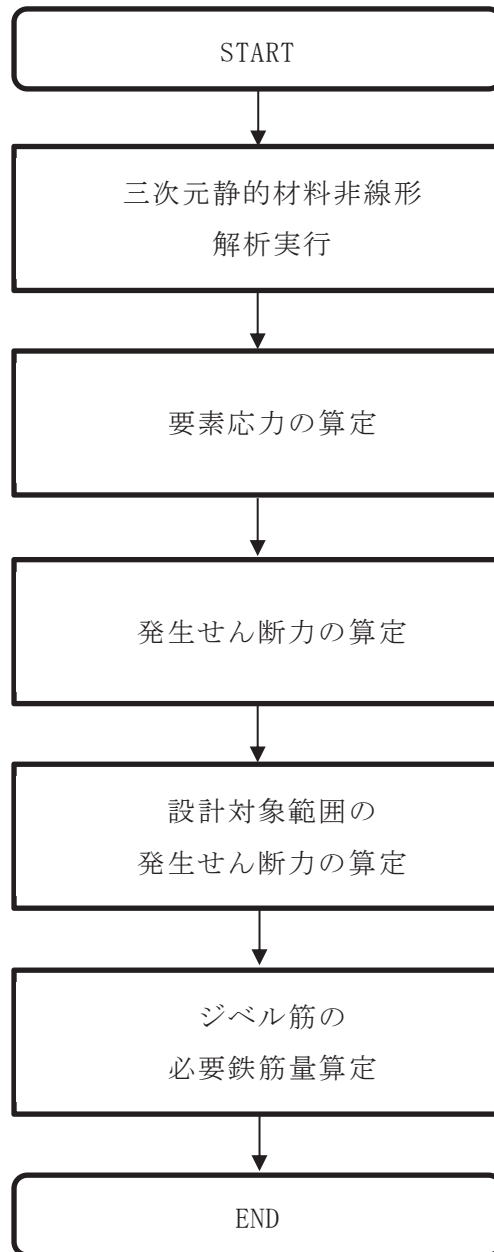 START
三次元静的材料非線形
解析実行
要素応力の算定
発生せん断力の算定
設計対象範囲の
発生せん断力の算定
ジベル筋の
必要鉄筋量算定
END